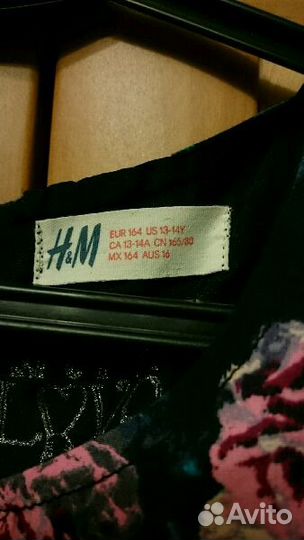 H&M
EUR 164 US 13-14Y
CA 13-14A CN 165/80
MX 164 AUS 16
Avito